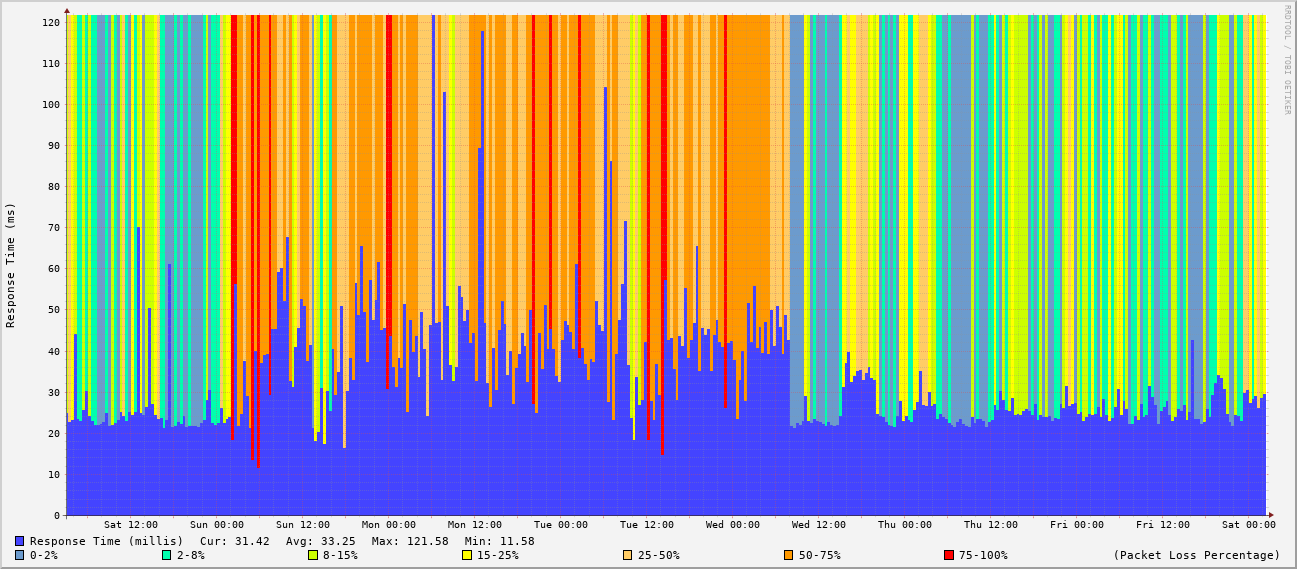 RRDTOOL / TOBI OETIKER
Response Time (ms)
120
110
100
90
80
70
60
50
40
30
20
10
0
Sat 12:00 Sun 00:00 Sun 12:00 Mon 00:00 Mon 12:00 Tue 00:00 Tue 12:00 Wed 00:00 Wed 12:00 Thu 00:00 Thu 12:00 Fri 00:00 Fri 12:00 Sat 00:00
Response Time (millis) Cur: 31.42 Avg: 33.25 Max: 121.58 Min: 11.58
0-2% 2-8% 8-15% 15-25% 25-50% 50-75% 75-100% (Packet Loss Percentage)